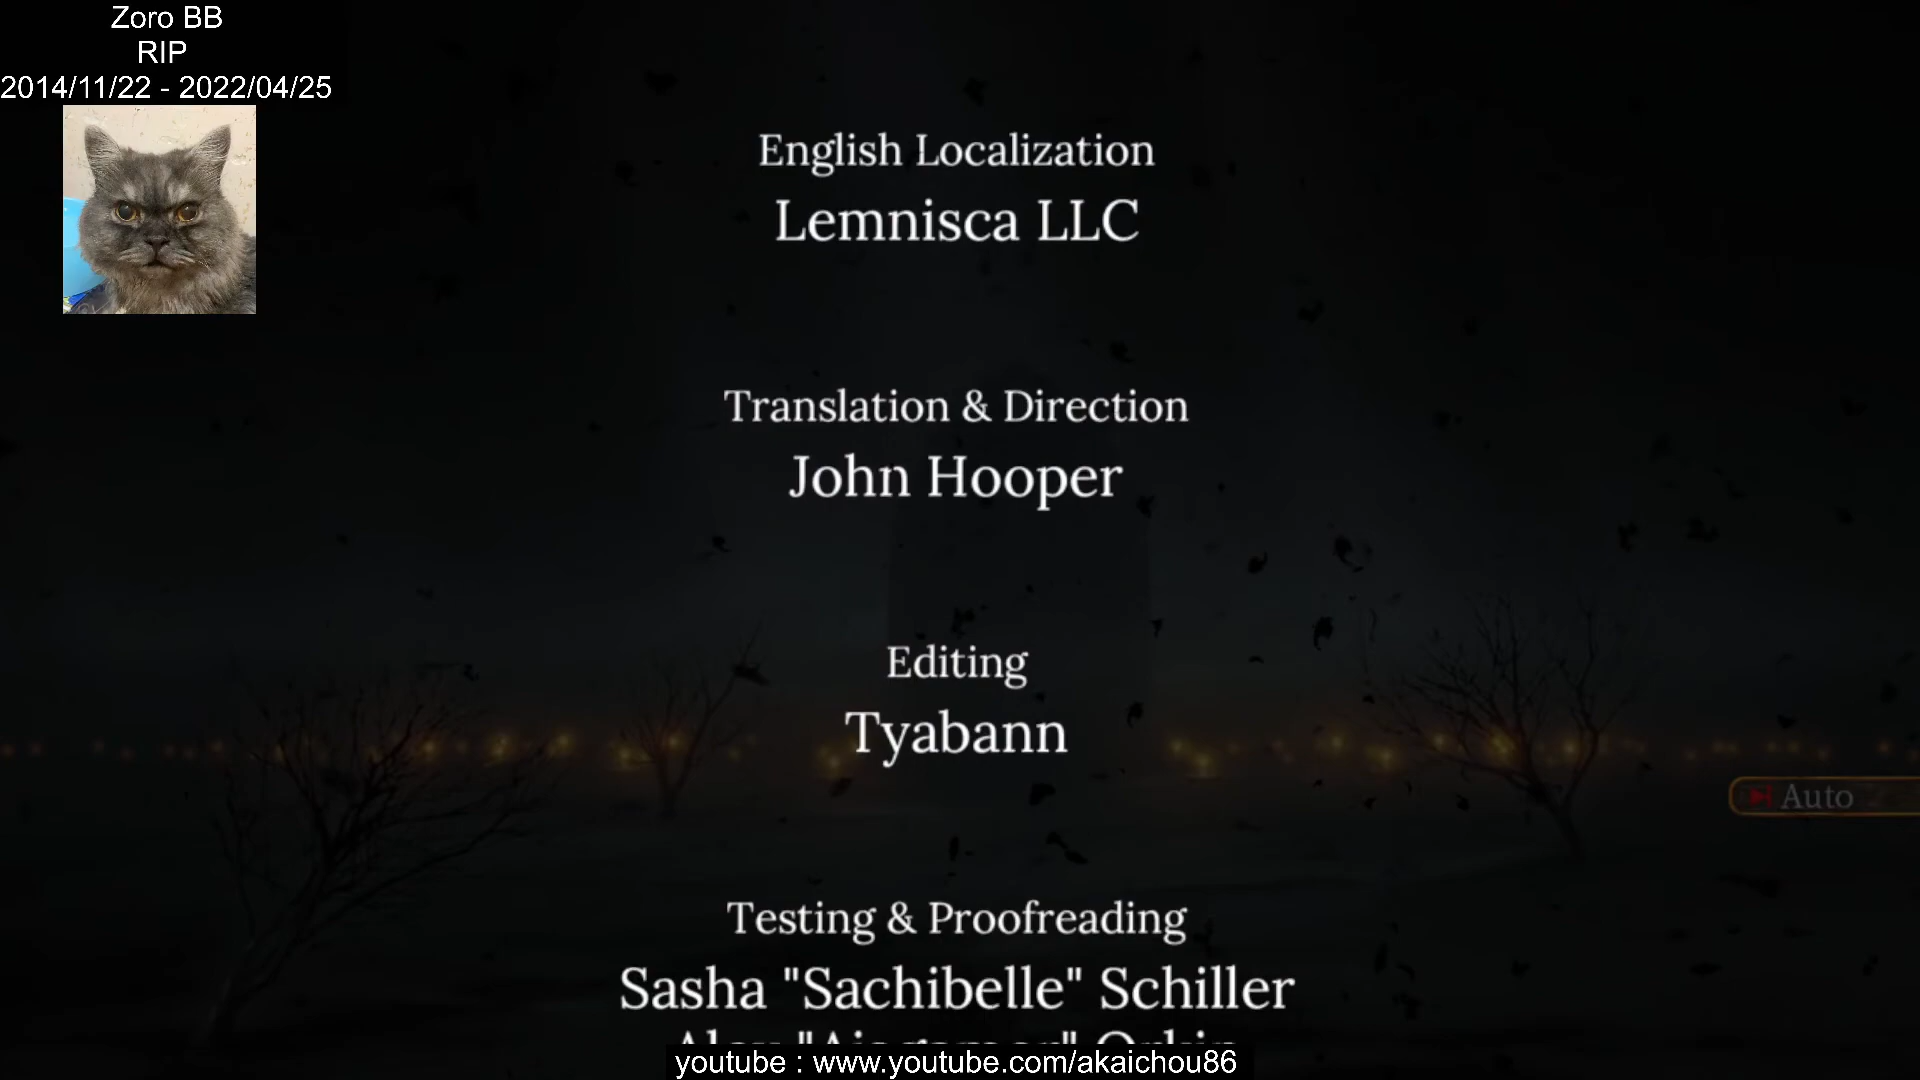 Zoro BB
RIP
2014/11/22 - 2022/04/25
English Localization
Lemnisca LLC
Translation & Direction
John Hooper
Editing
Tyabann
Auto
Testing & Proofreading
Sasha "Sachibelle" Schiller
youtube : www.youtube.com/akaichou86